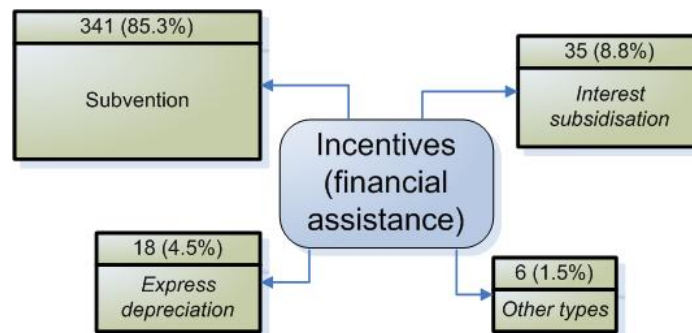 341 (85.3%)
Subvention
35 (8.8%)
Interest
subsidisation
Incentives
(financial
assistance)
18 (4.5%)
Express
depreciation
6 (1.5%)
Other types